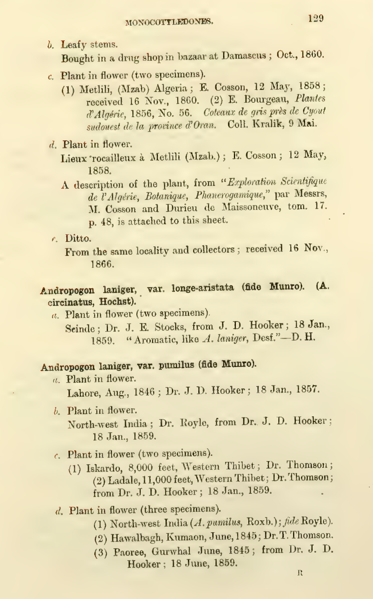 MONOCOTYLEDONES. 129
b. Leafy stems.
Bought in a drug shop in bazaar at Damascus; Oct., 1860.
c. Plant in flower (two specimens).
(1) Metlili, (Mzab) Algeria; E. Cosson, 12 May, 1858;
received 16 Nov., 1860. (2) E. Bourgeau, Plantes
d'Algérie, 1856, No. 56. Coteaux de gris près de Cyout
sudouest de la province d'Oran. Coll. Kralik, 9 Mai.
d. Plant in flower.
Lieux rocailleux à Metlili (Mzab.); E. Cosson; 12 May,
1858.
A description of the plant, from "Exploration Scientifique
de l'Algérie, Botanique, Phanerogamique," par Messrs,
M. Cosson and Durieu de Maissoneuve, tom. 17.
p. 48, is attached to this sheet.
e. Ditto.
From the same locality and collectors; received 16 Nov.,
1866.
Andropogon laniger, var. longe-aristata (fide Munro). (A.
circinatus, Hochst).
a. Plant in flower (two specimens)
Scinde; Dr. J. E. Stocks, from J. D. Hooker; 18 Jan.,
1859. "Aromatic, like A. laniger, Desf."—D. H.
Andropogon laniger, var. pumilus (fide Munro).
a. Plant in flower.
Lahore, Aug., 1846; Dr. J. D. Hooker; 18 Jan., 1857.
b. Plant in flower.
North-west India; Dr. Royle, from Dr. J. D. Hooker;
18 Jan., 1859.
c. Plant in flower (two specimens).
(1) Iskardo, 8,000 feet, Western Thibet; Dr. Thomson;
(2) Ladale, 11,000 feet, Western Thibet; Dr. Thomson;
from Dr. J. D. Hooker; 18 Jan., 1859.
d. Plant in flower (three specimens).
(1) North-west India (A. pumilus, Roxb.); fide Royle).
(2) Hawalbagh, Kumaon, June, 1845; Dr. T. Thomson.
(3) Paoree, Gurwhal June, 1845; from Dr. J. D.
Hooker; 18 June, 1859.
R